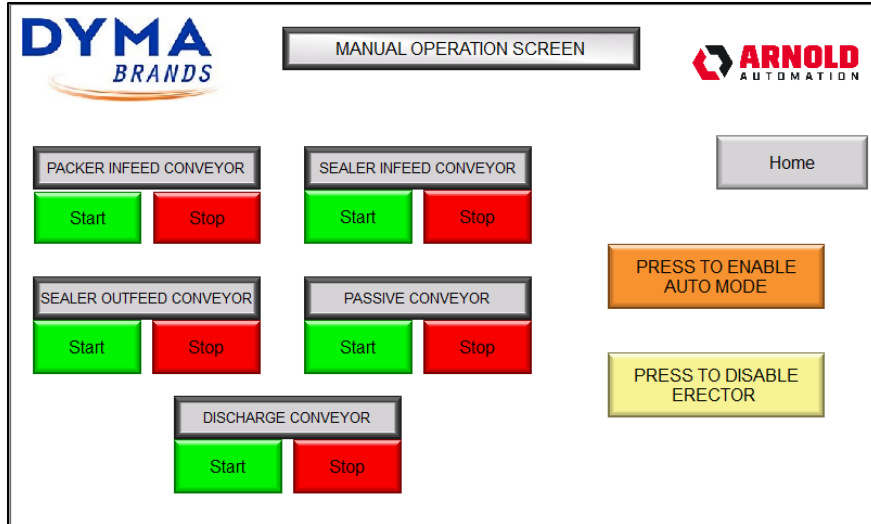 DYMA
BRANDS
MANUAL OPERATION SCREEN
ARNOLD
AUTOMATION
Home
PACKER INFEED CONVEYOR
Start Stop
SEALER INFEED CONVEYOR
Start Stop
PRESS TO ENABLE
AUTO MODE
SEALER OUTFEED CONVEYOR
Start Stop
PASSIVE CONVEYOR
Start Stop
PRESS TO DISABLE
ERECTOR
DISCHARGE CONVEYOR
Start Stop